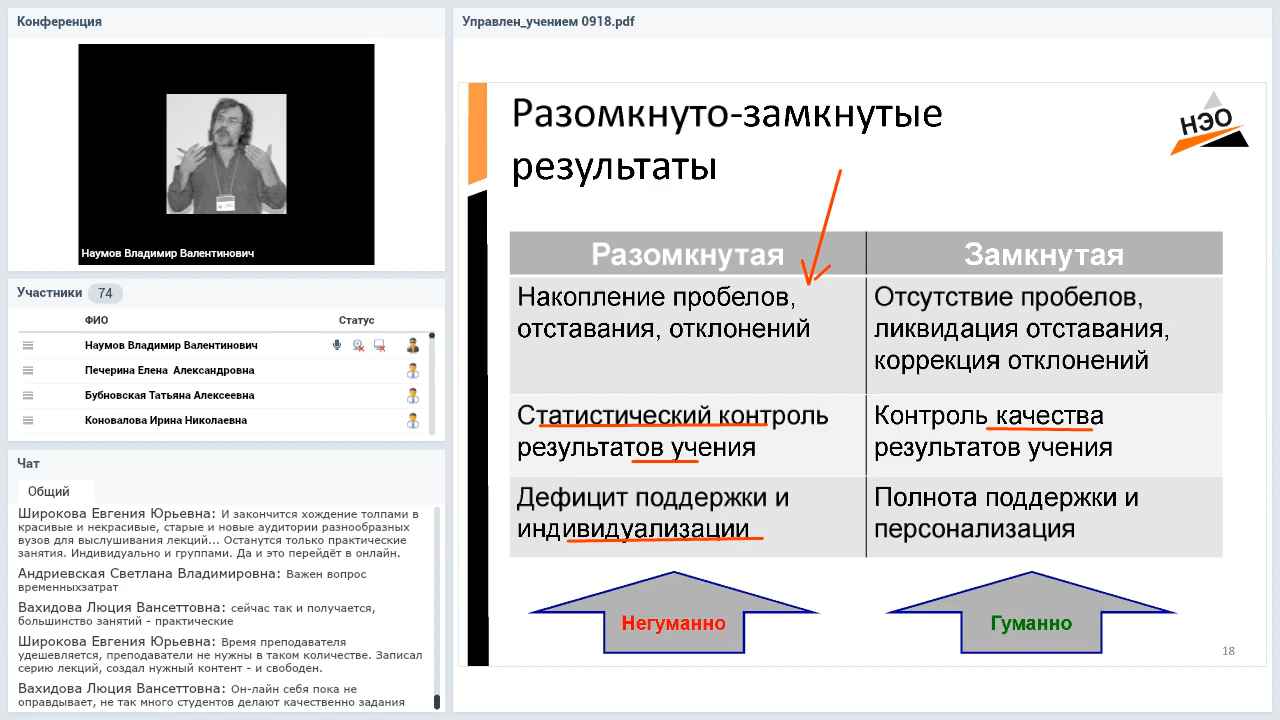 Конференция
Наумов Владимир Валентинович
Участники 74
ФИО Статус
Наумов Владимир Валентинович
Печерина Елена Александровна
Бубновская Татьяна Алексеевна
Коновалова Ирина Николаевна
Чат
Общий
Широкова Евгения Юрьевна: И закончится хождение толпами в
красивые и некрасивые, старые и новые аудитории разнообразных
вузов для выслушивания лекций... Останутся только практические
занятия. Индивидуально и группами. Да и это перейдёт в онлайн.
Андриевская Светлана Владимировна: Важен вопрос
временныхзатрат
Вахидова Люция Вансеттовна: сейчас так и получается,
большинство занятий - практические
Широкова Евгения Юрьевна: Время преподавателя
удешевляется, преподаватели не нужны в таком количестве. Записал
серию лекций, создал нужный контент - и свободен.
Вахидова Люция Вансеттовна: Он-лайн себя пока не
оправдывает, не так много студентов делают качественно задания
Управлен_учением 0918.pdf
Разомкнуто-замкнутые
результаты
НЭО
Разомкнутая
Замкнутая
Накопление пробелов,
отставания, отклонений
Отсутствие пробелов,
ликвидация отставания,
коррекция отклонений
Статистический контроль
результатов учения
Контроль качества
результатов учения
Дефицит поддержки и
индивидуализации
Полнота поддержки и
персонализация
Негуманно
Гуманно
18